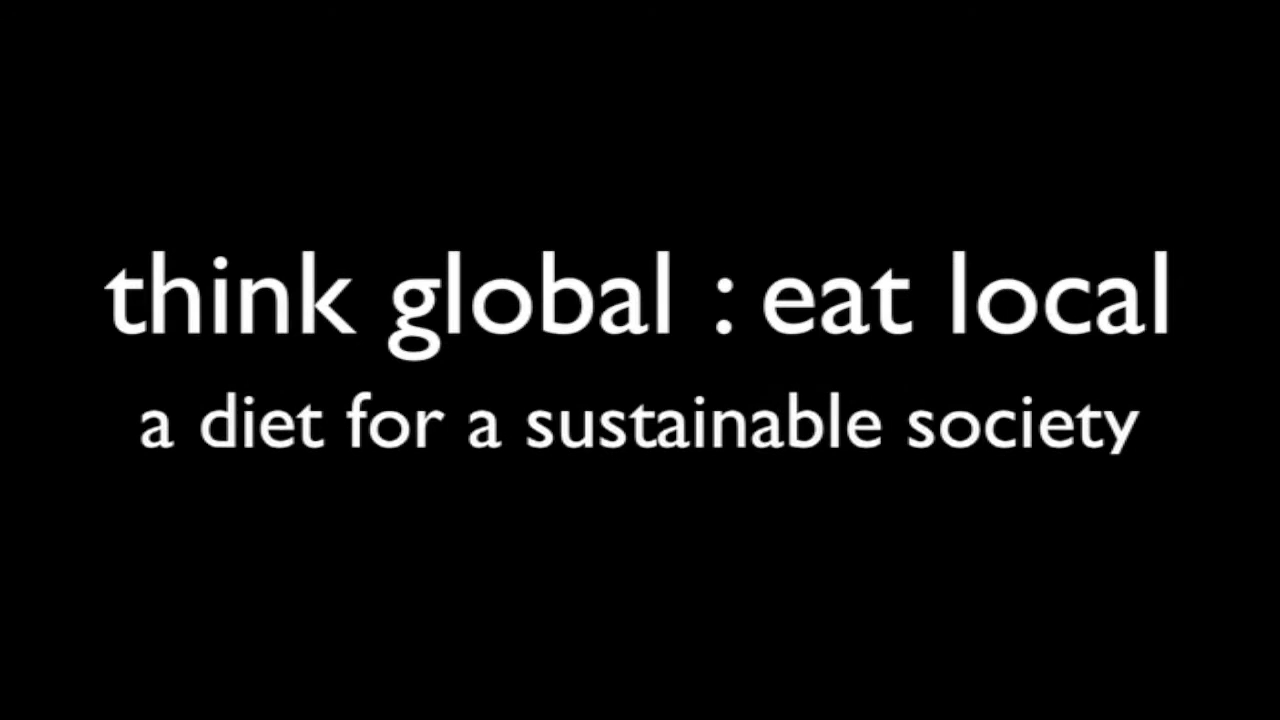 think global : eat local
a diet for a sustainable society